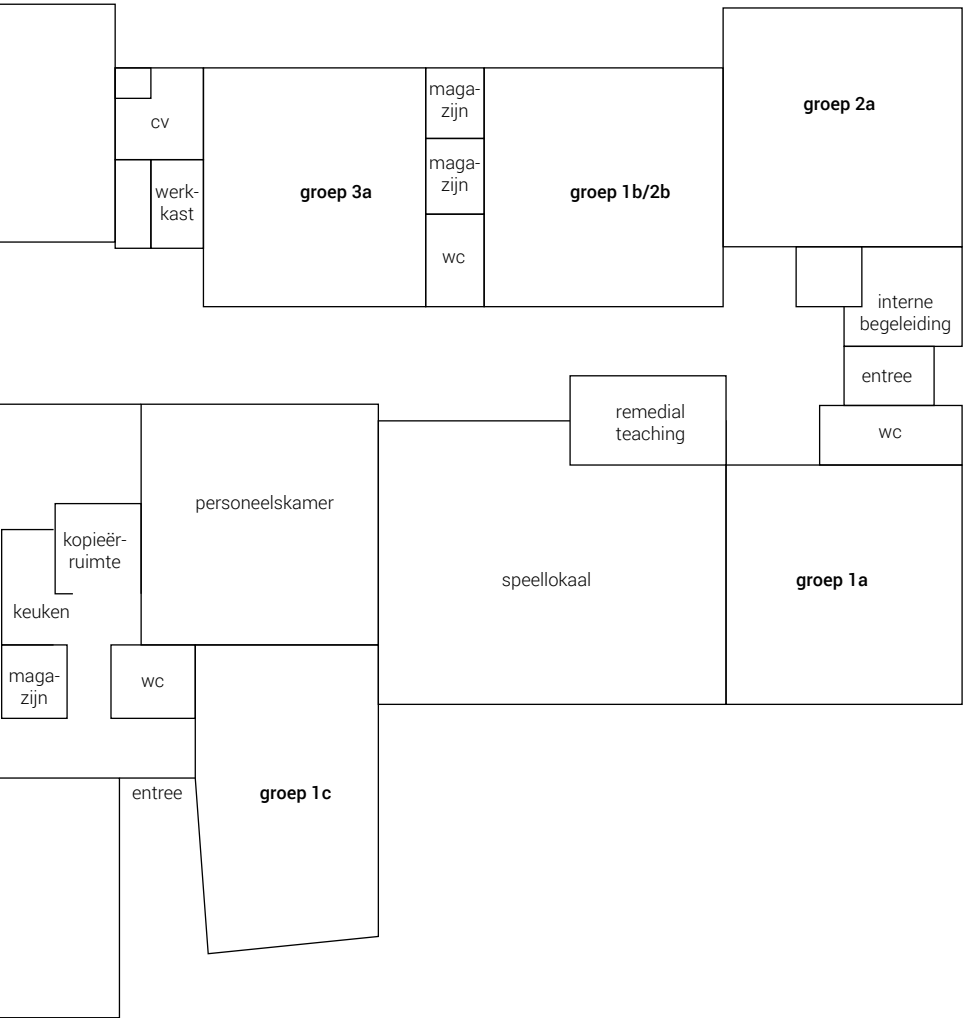 groep 2a
maga-
zijn
cv
maga-
zijn
werk-
kast
groep 3a
groep 1b/2b
wc
interne
begeleiding
entree
remedial
teaching
wc
personeelskamer
kopieër-
ruimte
speellokaal
groep 1a
keuken
maga-
zijn
wc
entree
groep 1c